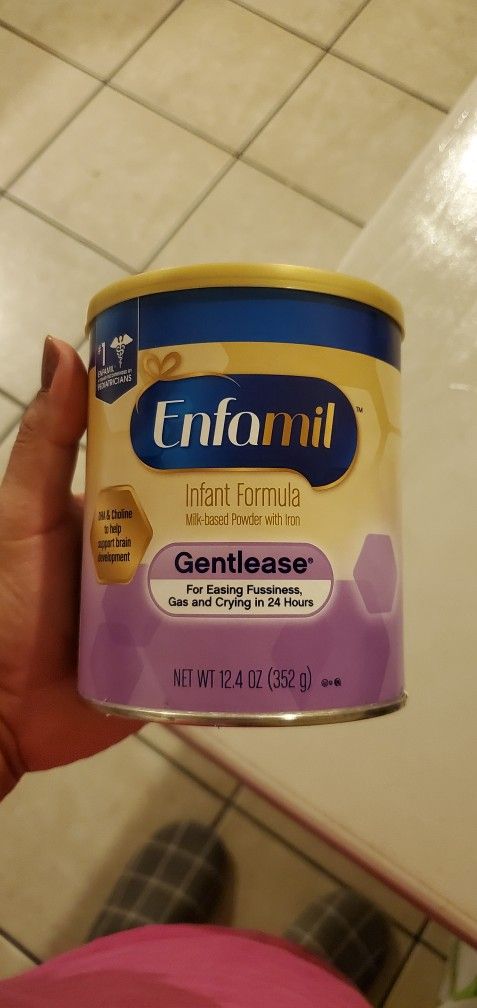 #1
ENFAMIL®
PEDIATRICIANS
Enfamil™
Infant Formula
Milk-based Powder with Iron
DHA & Choline
to help
support brain
development
Gentlease®
For Easing Fussiness,
Gas and Crying in 24 Hours
NET WT 12.4 OZ (352 g)